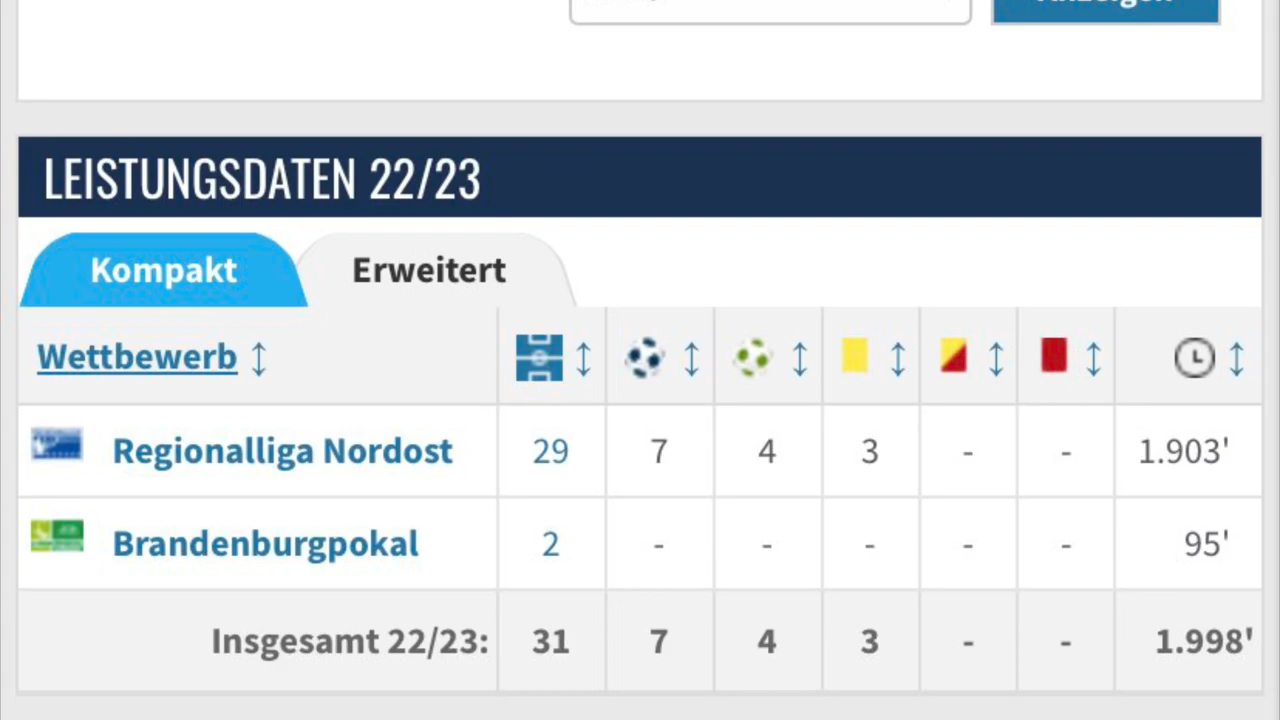 LEISTUNGSDATEN 22/23
Kompakt Erweitert
Wettbewerb
Regionalliga Nordost 29 7 4 3 - - 1.903'
Brandenburgpokal 2 - - - - - 95'
Insgesamt 22/23: 31 7 4 3 - - 1.998'